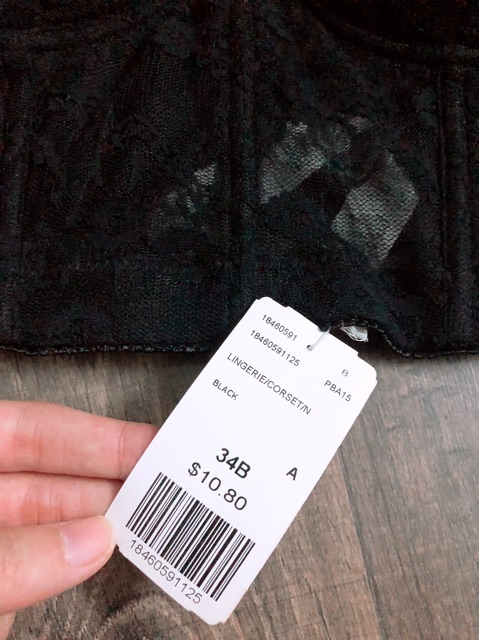 18460591 B
18460591125 PBA15
LINGERIE/CORSET/N
BLACK
34B A
$10.80
18460591125